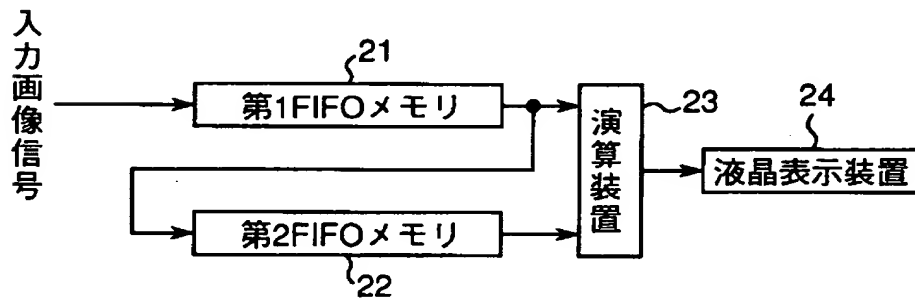 入力画像信号
21
第1FIFOメモリ
演算装置
23
24
液晶表示装置
第2FIFOメモリ
22